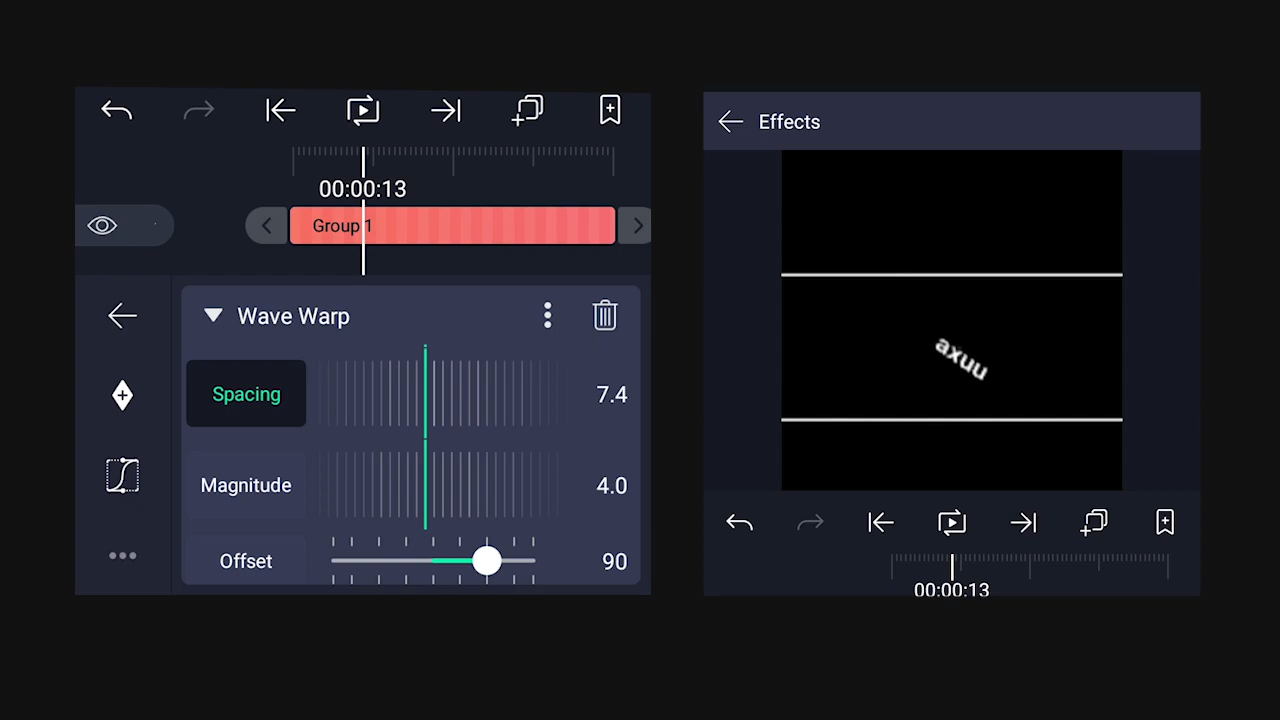 00:00:13
Group 1
Wave Warp
Spacing
7.4
Magnitude
4.0
Offset
90
Effects
axuu
00:00:13